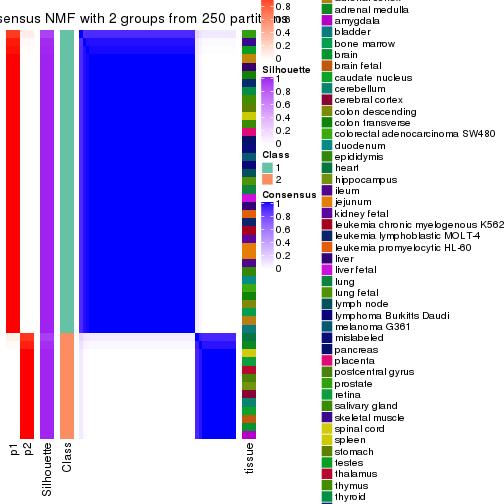 sensus NMF with 2 groups from 250 partitions
0.8
0.6
0.4
0.2
0
Silhouette
1
0.8
0.6
0.4
0.2
0
Class
1
2
Consensus
1
0.8
0.6
0.4
0.2
0
p1
p2
Silhouette
Class
tissue
adrenal medulla
amygdala
bladder
bone marrow
brain
brain fetal
caudate nucleus
cerebellum
cerebral cortex
colon descending
colon transverse
colorectal adenocarcinoma SW480
duodenum
epididymis
heart
hippocampus
ileum
jejunum
kidney fetal
leukemia chronic myelogenous K562
leukemia lymphoblastic MOLT-4
leukemia promyelocytic HL-60
liver
liver fetal
lung
lung fetal
lymph node
lymphoma Burkitts Daudi
melanoma G361
mislabeled
pancreas
placenta
postcentral gyrus
prostate
retina
salivary gland
skeletal muscle
spinal cord
spleen
stomach
testes
thalamus
thymus
thyroid